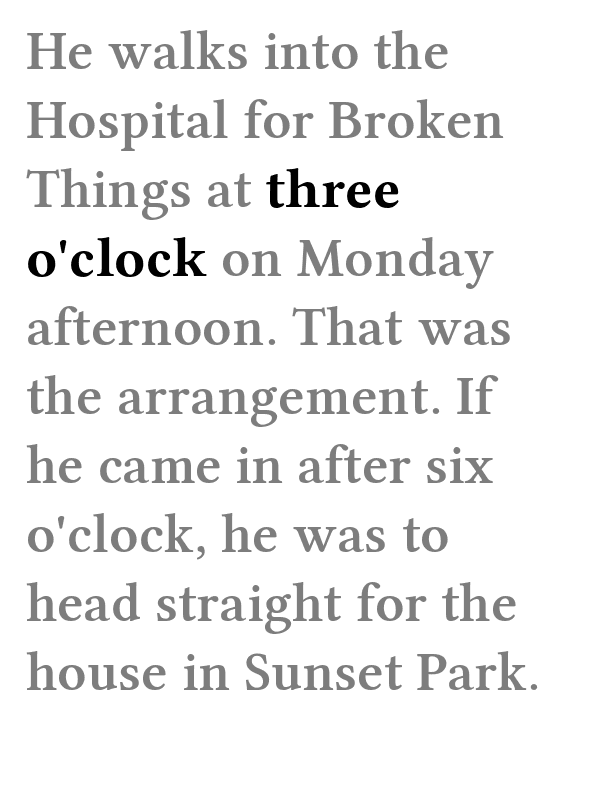 He walks into the
Hospital for Broken
Things at three
o'clock on Monday
afternoon. That was
the arrangement. If
he came in after six
o'clock, he was to
head straight for the
house in Sunset Park.